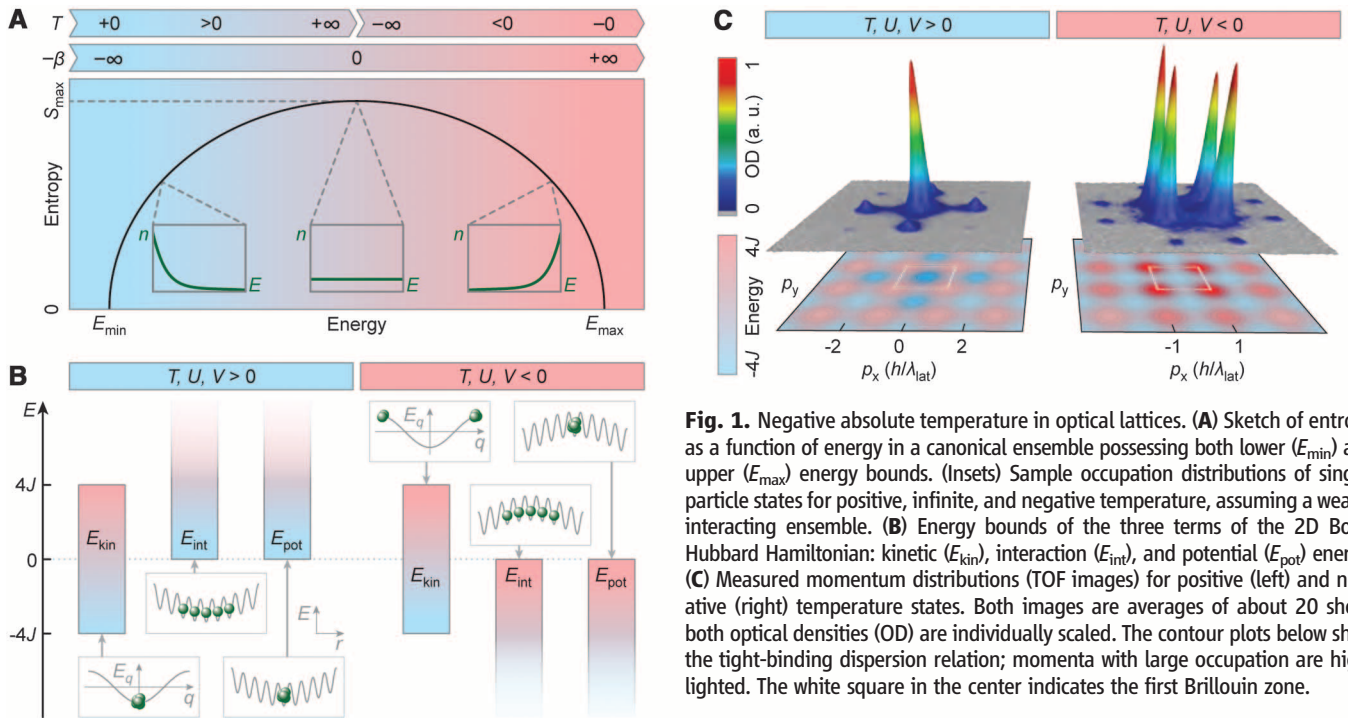 A
T +0 >0 +∞ −∞ <0 −0
−β −∞ 0 +∞
S_max
Entropy
0
n
E
n
E
n
E
E_min Energy E_max
B
T, U, V > 0
T, U, V < 0
E
4J
0
-4J
E_kin
E_int
E_pot
E_q
q
E
r
E_q
q
E_kin
E_int
E_pot
C
T, U, V > 0
T, U, V < 0
1
OD (a. u.)
0
4J
Energy
-4J
p_y
-2 0 2
p_x (h/λ_lat)
p_y
-1 1
p_x (h/λ_lat)
Fig. 1. Negative absolute temperature in optical lattices. (A) Sketch of entro
as a function of energy in a canonical ensemble possessing both lower (E_min) a
upper (E_max) energy bounds. (Insets) Sample occupation distributions of sing
particle states for positive, infinite, and negative temperature, assuming a wea
interacting ensemble. (B) Energy bounds of the three terms of the 2D Bo
Hubbard Hamiltonian: kinetic (E_kin), interaction (E_int), and potential (E_pot) ener
(C) Measured momentum distributions (TOF images) for positive (left) and n
ative (right) temperature states. Both images are averages of about 20 sho
both optical densities (OD) are individually scaled. The contour plots below sh
the tight-binding dispersion relation; momenta with large occupation are hig
lighted. The white square in the center indicates the first Brillouin zone.